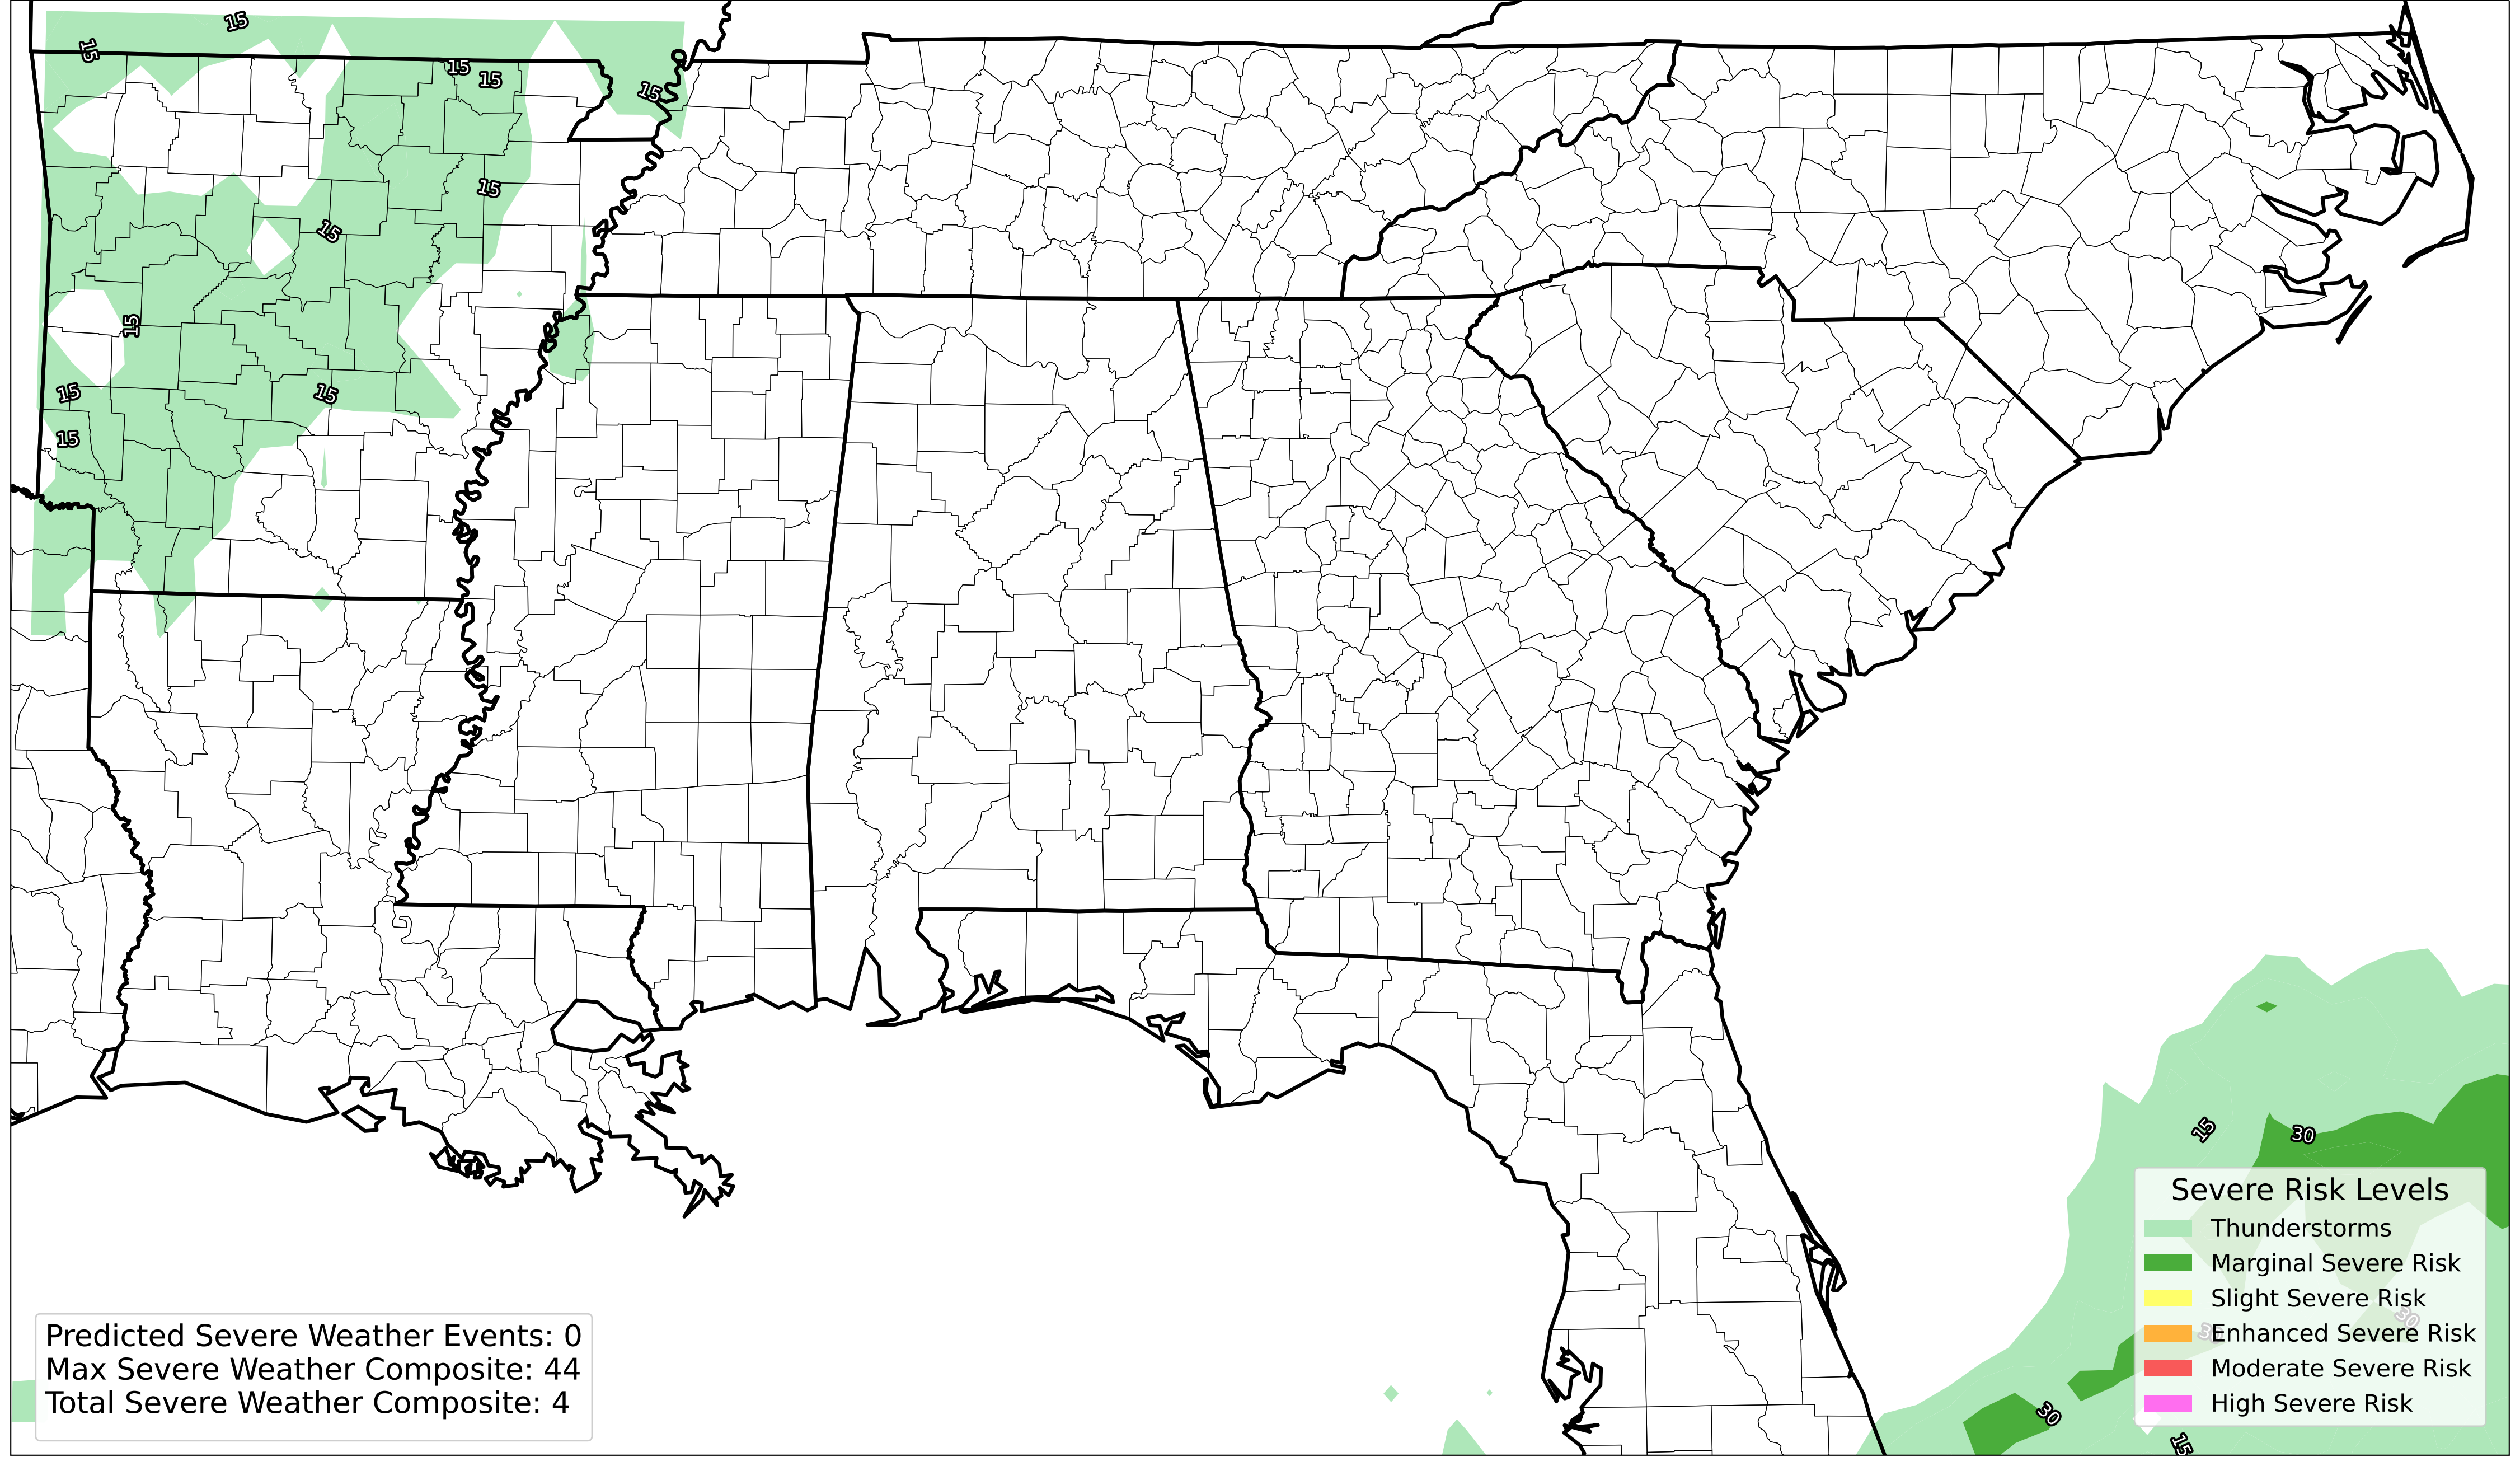 15
15
15
15
15
15
15
15
15
15
15
15
30
Severe Risk Levels
Thunderstorms
Marginal Severe Risk
Slight Severe Risk
30
Enhanced Severe Risk
30
Moderate Severe Risk
High Severe Risk
30
15
Predicted Severe Weather Events: 0
Max Severe Weather Composite: 44
Total Severe Weather Composite: 4